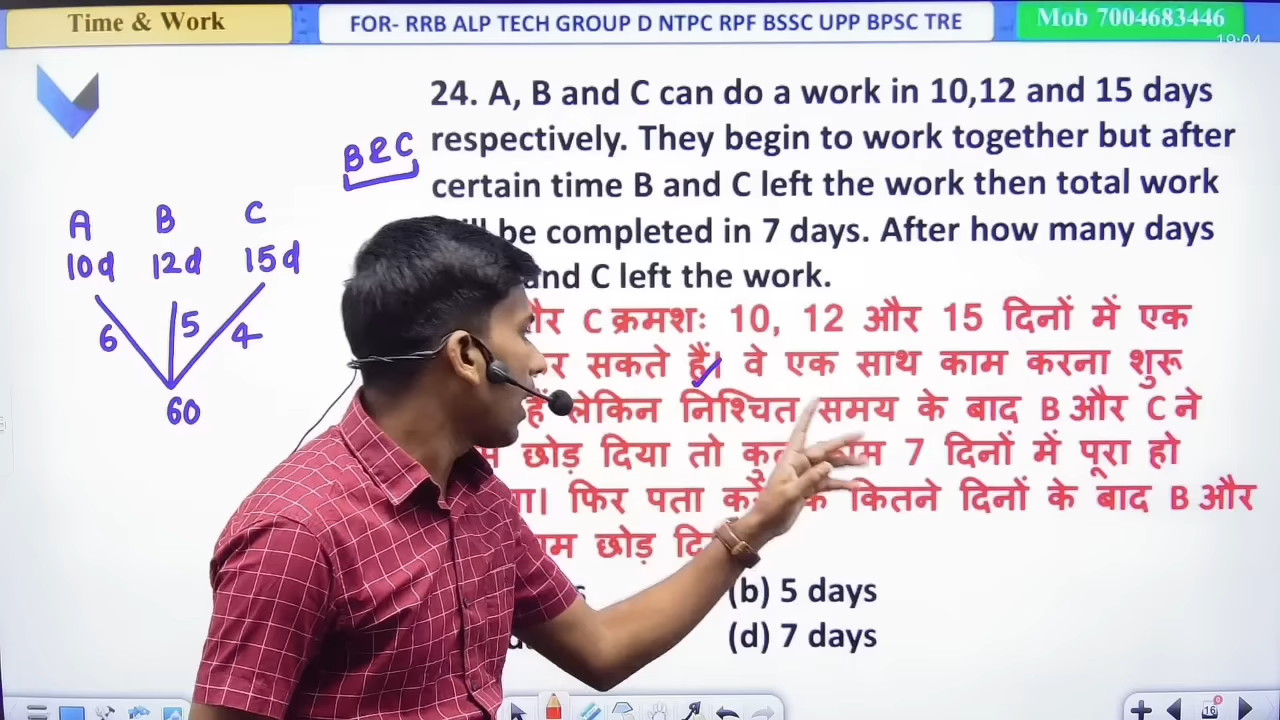 Time & Work
FOR- RRB ALP TECH GROUP D NTPC RPF BSSC UPP BPSC TRE
Mob 7004683446
19:04
24. A, B and C can do a work in 10,12 and 15 days
respectively. They begin to work together but after
certain time B and C left the work then total work
be completed in 7 days. After how many days
and C left the work.
C क्रमशः 10, 12 और 15 दिनों में एक
सकते हैं। वे एक साथ काम करना शुरू
हैं लेकिन निश्चित समय के बाद B और C ने
छोड़ दिया तो 7 दिनों में पूरा हो
फिर पता कितने दिनों के बाद B और
छोड़
(b) 5 days
(d) 7 days
B & C
A B C
10d 12d 15d
6 5 4
60
16